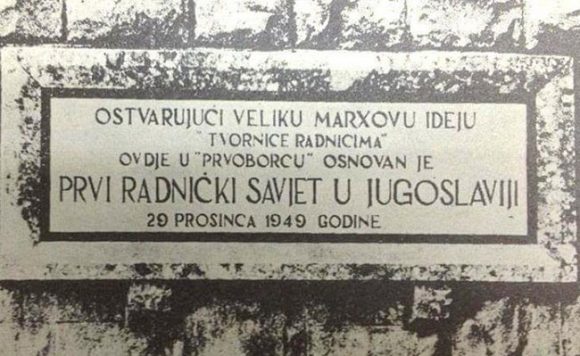 OSTVARUJUĆI VELIKU MARXOVU IDEJU
"TVORNICE RADNICIMA"
OVDJE U "PRVOBORCU" OSNOVAN JE
PRVI RADNIČKI SAVJET U JUGOSLAVIJI
29 PROSINCA 1949 GODINE